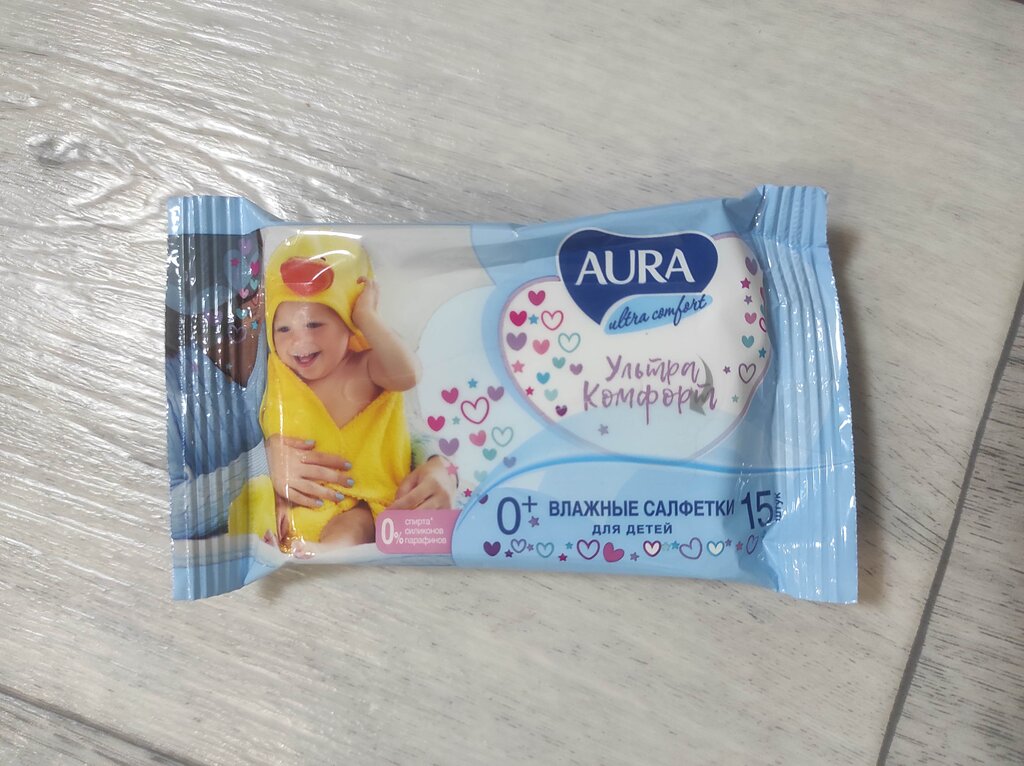 AURA
ultra comfort
Ультра
Комфорт
0+
ВЛАЖНЫЕ САЛФЕТКИ
ДЛЯ ДЕТЕЙ
15
штук
0%
спирта*
силиконов
парафинов